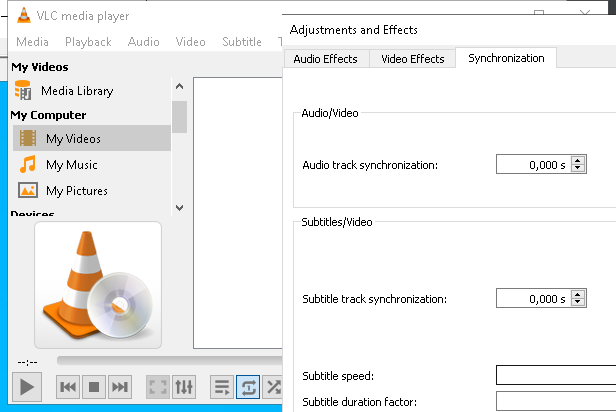 VLC media player
Media Playback Audio Video Subtitle
My Videos
Media Library
My Computer
My Videos
My Music
My Pictures
Devices
--:--
Adjustments and Effects
Audio Effects Video Effects Synchronization
Audio/Video
Audio track synchronization: 0,000 s
Subtitles/Video
Subtitle track synchronization: 0,000 s
Subtitle speed:
Subtitle duration factor: